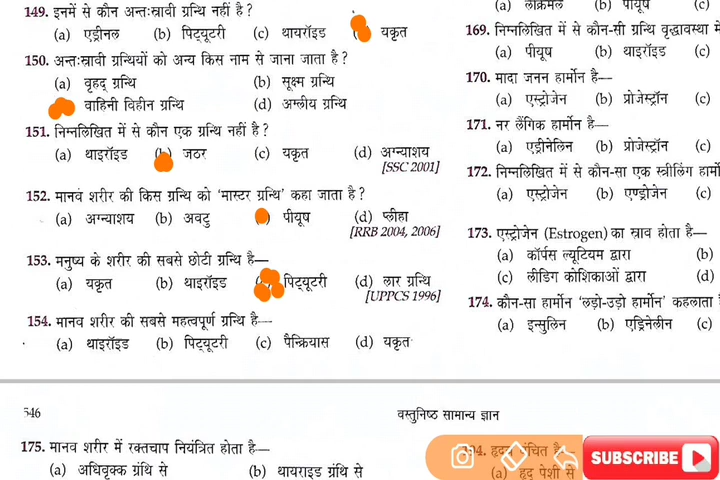 149. इनमें से कौन अन्तःस्रावी ग्रन्थि नहीं है?
(a) एड्रीनल (b) पिट्यूटरी (c) थायरॉइड यकृत
150. अन्तःस्रावी ग्रन्थियों को अन्य किस नाम से जाना जाता है?
(a) वृहद् ग्रन्थि (b) सूक्ष्म ग्रन्थि
वाहिनी विहीन ग्रन्थि (d) अग्लीय ग्रन्थि
151. निम्नलिखित में से कौन एक ग्रन्थि नहीं है?
(a) थाइरॉइड (b) जठर (c) यकृत (d) अग्न्याशय
[SSC 2001]
152. मानव शरीर की किस ग्रन्थि को 'मास्टर ग्रन्थि' कहा जाता है?
(a) अग्न्याशय (b) अवटु पीयूष (d) प्लीहा
[RRB 2004, 2006]
153. मनुष्य के शरीर की सबसे छोटी ग्रन्थि है—
(a) यकृत (b) थाइरॉइड पिट्यूटरी (d) लार ग्रन्थि
[UPPCS 1996]
154. मानव शरीर की सबसे महत्वपूर्ण ग्रन्थि है—
(a) थाइरॉइड (b) पिट्यूटरी (c) पैन्क्रियास (d) यकृत
(a) लैक्रिमल (b) पीयूष (c)
169. निम्नलिखित में से कौन-सी ग्रन्थि वृद्धावस्था में
(a) पीयूष (b) थाइरॉइड (c)
170. मादा जनन हार्मोन है—
(a) एस्ट्रोजेन (b) प्रोजेस्ट्रॉन (c)
171. नर लैंगिक हार्मोन है—
(a) एड्रीनेलिन (b) प्रोजेस्ट्रॉन (c)
172. निम्नलिखित में से कौन-सा एक स्त्रीलिंग हार्मो
(a) एस्ट्रोजेन (b) एण्ड्रोजेन (c)
173. एस्ट्रोजेन (Estrogen) का स्राव होता है—
(a) कॉर्पस ल्यूटियम द्वारा (b)
(c) लीडिग कोशिकाओं द्वारा (d)
174. कौन-सा हार्मोन 'लड़ो-उड़ो हार्मोन' कहलाता
(a) इन्सुलिन (b) एड्रिनेलीन (c)
546 वस्तुनिष्ठ सामान्य ज्ञान
175. मानव शरीर में रक्तचाप नियंत्रित होता है—
(a) अधिवृक्क ग्रंथि से (b) थायराइड ग्रंथि से
हृदय है—
(a) हृद् पेशी से
SUBSCRIBE